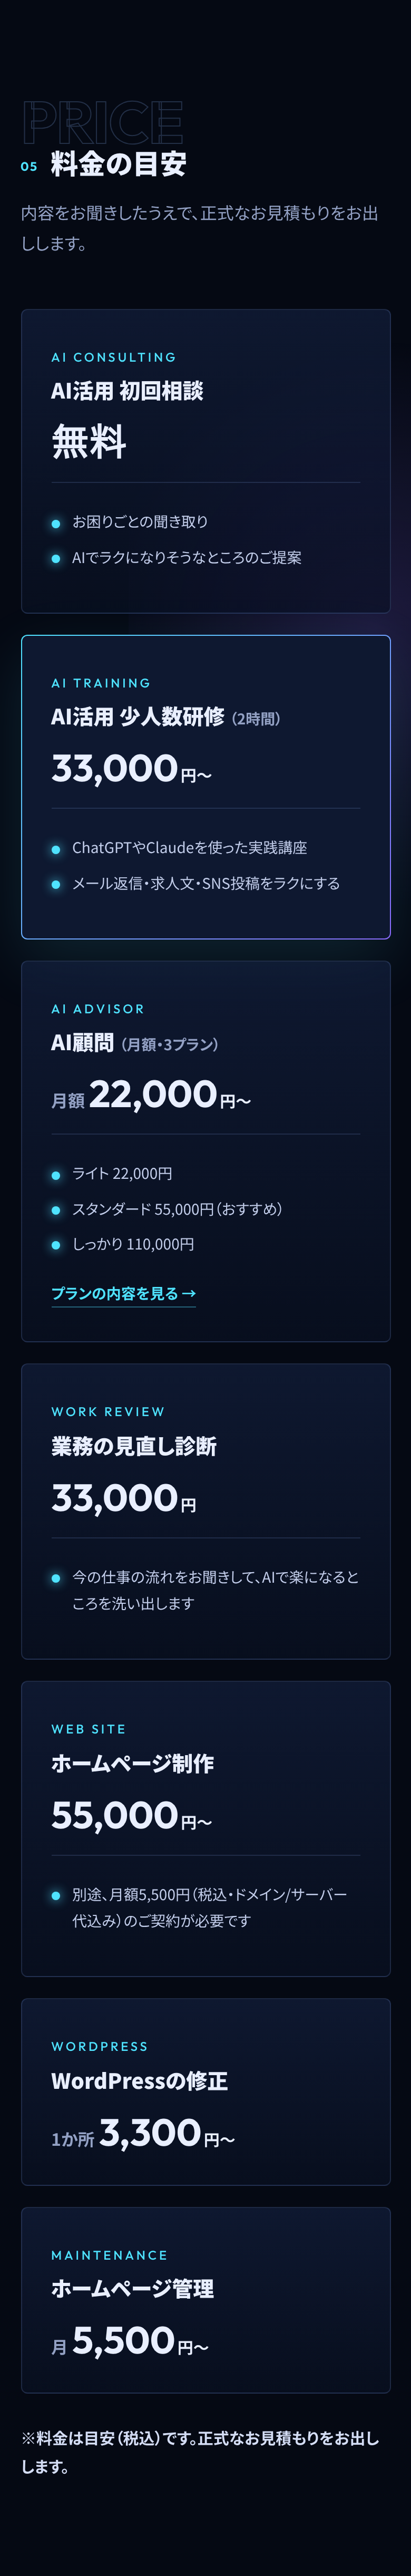 PRICE
05 料金の目安
内容をお聞きしたうえで、正式なお見積もりをお出
しします。
AI CONSULTING
AI活用 初回相談
無料
お困りごとの聞き取り
AIでラクになりそうなところのご提案
AI TRAINING
AI活用 少人数研修（2時間）
33,000円〜
ChatGPTやClaudeを使った実践講座
メール返信・求人文・SNS投稿をラクにする
AI ADVISOR
AI顧問（月額・3プラン）
月額 22,000円〜
ライト 22,000円
スタンダード 55,000円（おすすめ）
しっかり 110,000円
プランの内容を見る →
WORK REVIEW
業務の見直し診断
33,000円
今の仕事の流れをお聞きして、AIで楽になると
ころを洗い出します
WEB SITE
ホームページ制作
55,000円〜
別途、月額5,500円（税込・ドメイン/サーバー
代込み）のご契約が必要です
WORDPRESS
WordPressの修正
1か所 3,300円〜
MAINTENANCE
ホームページ管理
月 5,500円〜
※料金は目安（税込）です。正式なお見積もりをお出し
します。